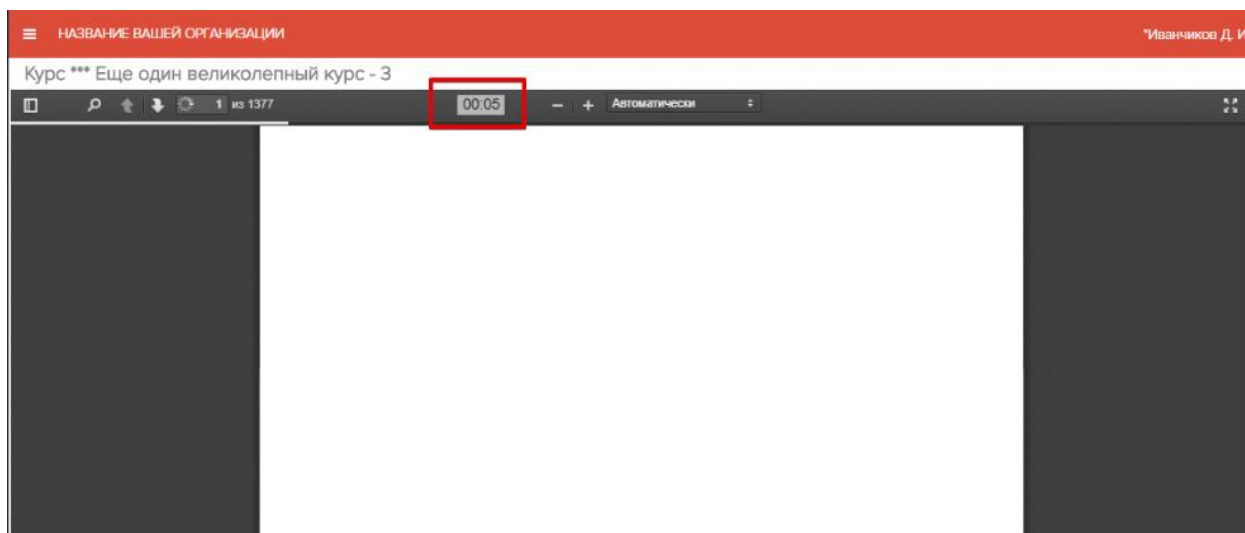 НАЗВАНИЕ ВАШЕЙ ОРГАНИЗАЦИИ "Иванчиков Д. И
Курс *** Еще один великолепный курс - 3
1 из 1377 00:05 Автоматически